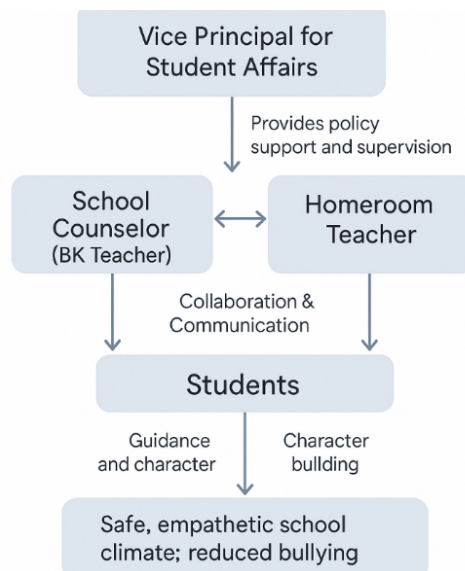 Vice Principal for
Student Affairs
Provides policy
support and supervision
School
Counselor
(BK Teacher)
Homeroom
Teacher
Collaboration &
Communication
Students
Guidance
and character
Character
building
Safe, empathetic school
climate; reduced bullying